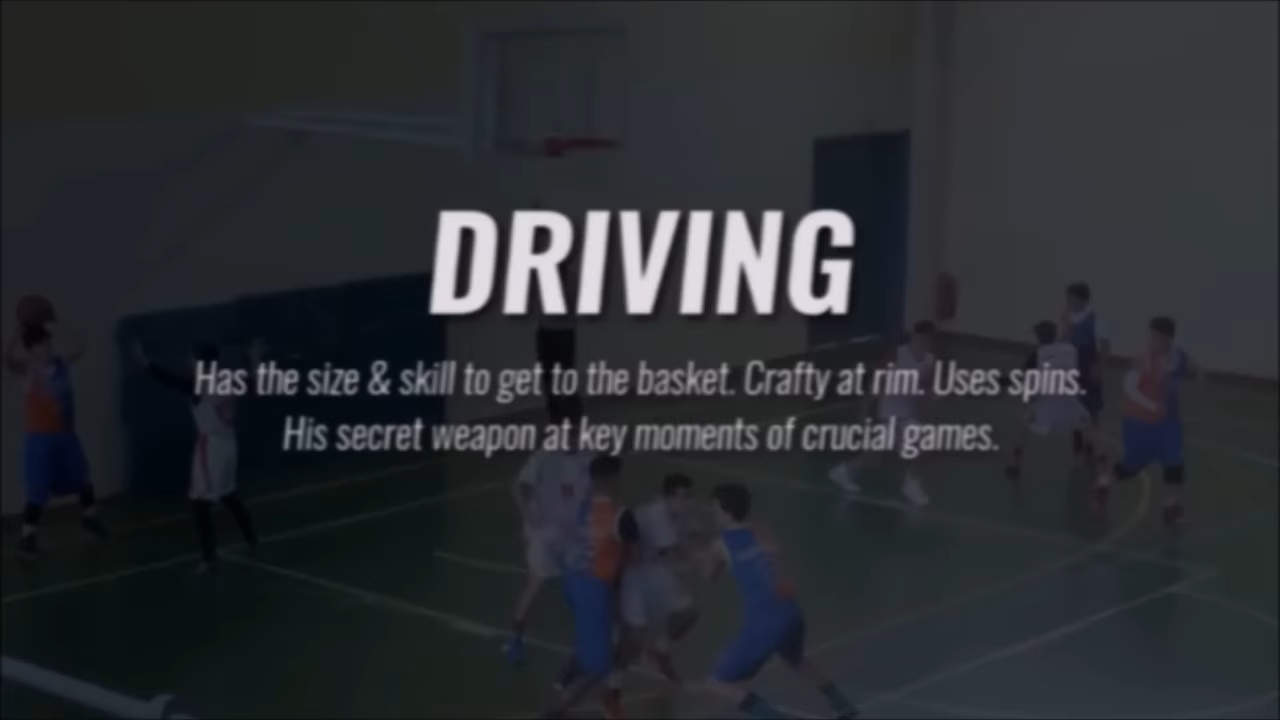 DRIVING
Has the size & skill to get to the basket. Crafty at rim. Uses spins.
His secret weapon at key moments of crucial games.